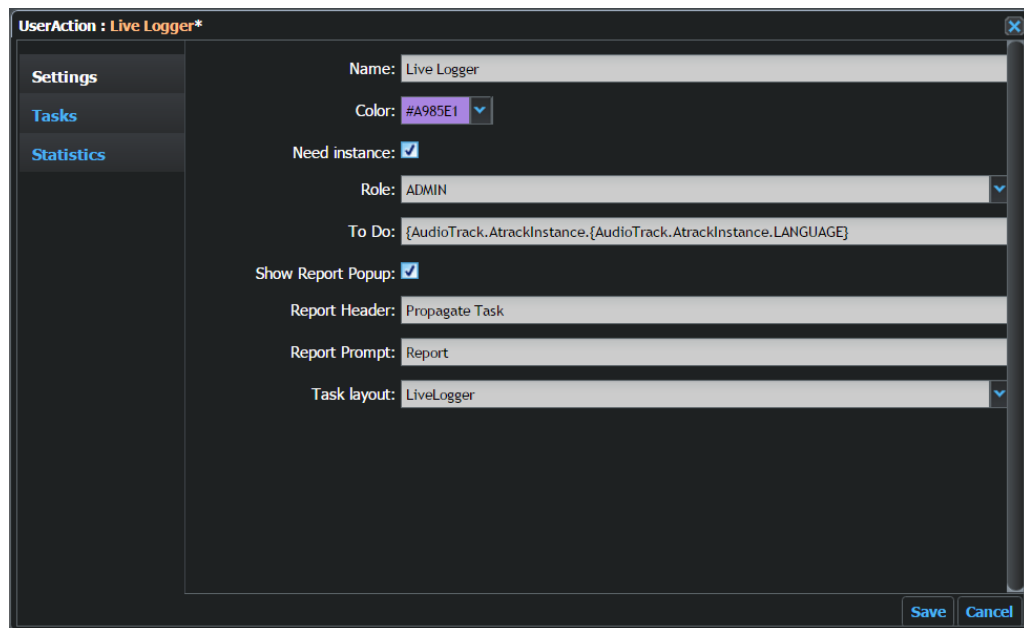 UserAction : Live Logger*
Settings
Tasks
Statistics
Name: Live Logger
Color: #A985E1
Need instance:
Role: ADMIN
To Do: {AudioTrack.AtrackInstance.{AudioTrack.AtrackInstance.LANGUAGE}
Show Report Popup:
Report Header: Propagate Task
Report Prompt: Report
Task layout: LiveLogger
Save Cancel